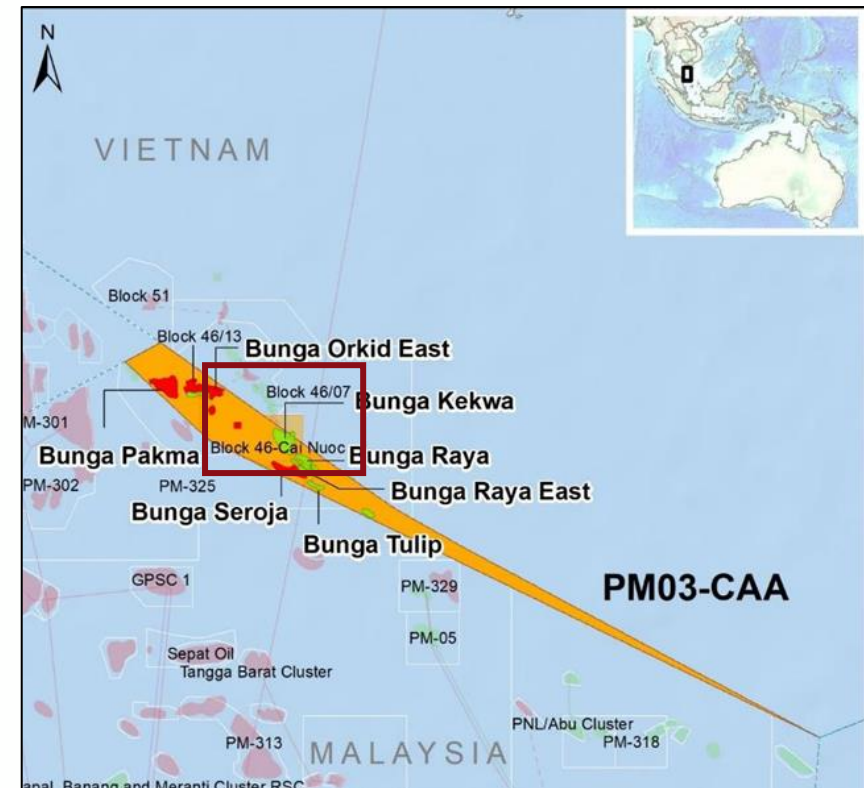 N
VIETNAM
Block 51
Block 46/13
Bunga Orkid East
Block 46/07
Bunga Kekwa
M-301
Bunga Pakma
Block 46-Cai Nuoc
Bunga Raya
PM-302
PM-325
Bunga Raya East
Bunga Seroja
Bunga Tulip
GPSC 1
PM-329
PM03-CAA
PM-05
Sepat Oil
Tangga Barat Cluster
PNL/Abu Cluster
PM-313
MALAYSIA
PM-318
apal, Banang and Meranti Cluster RSC